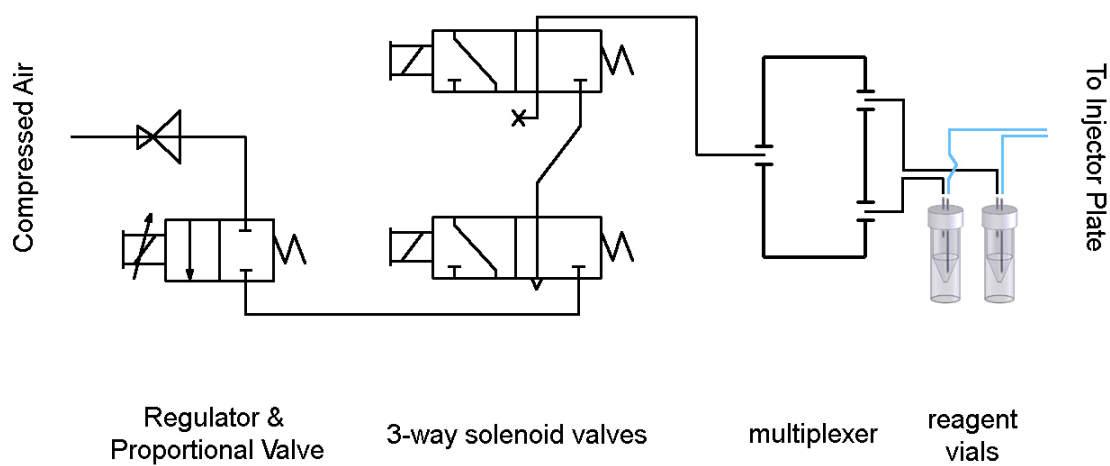 Compressed Air
To Injector Plate
Regulator &
Proportional Valve
3-way solenoid valves
multiplexer
reagent
vials